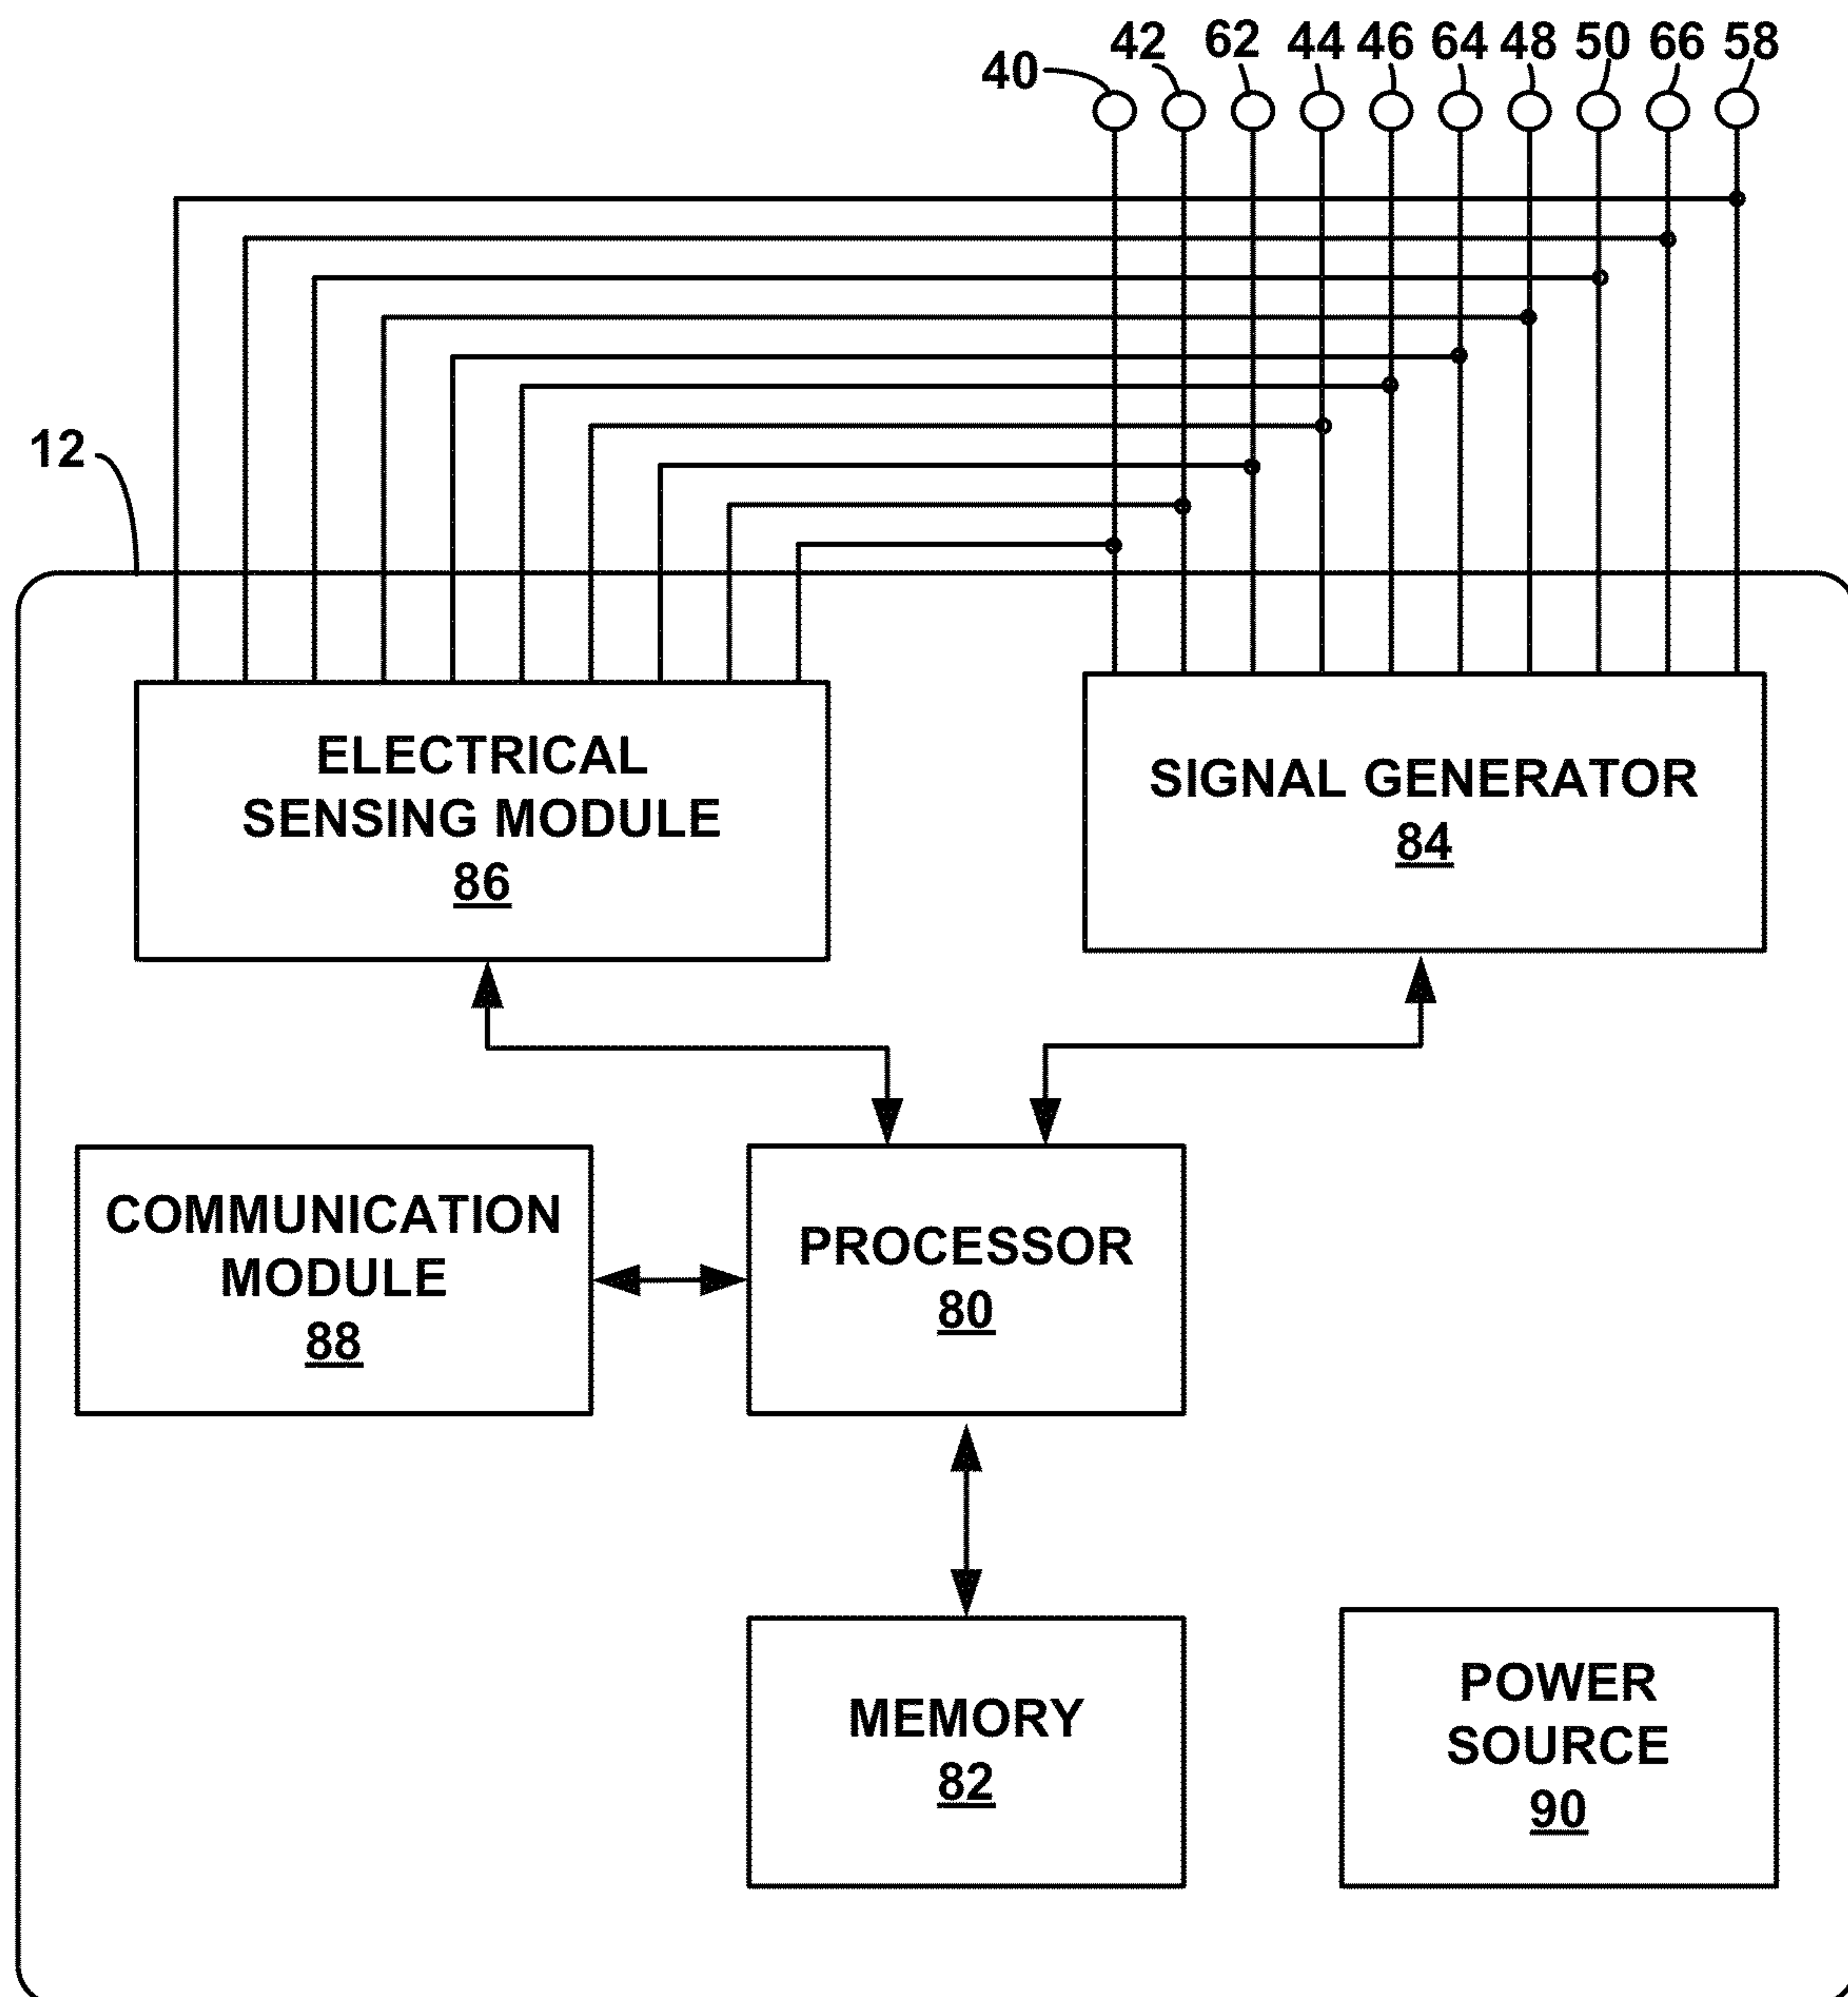 40 42 62 44 46 64 48 50 66 58
12
ELECTRICAL
SENSING MODULE
86
SIGNAL GENERATOR
84
COMMUNICATION
MODULE
88
PROCESSOR
80
MEMORY
82
POWER
SOURCE
90